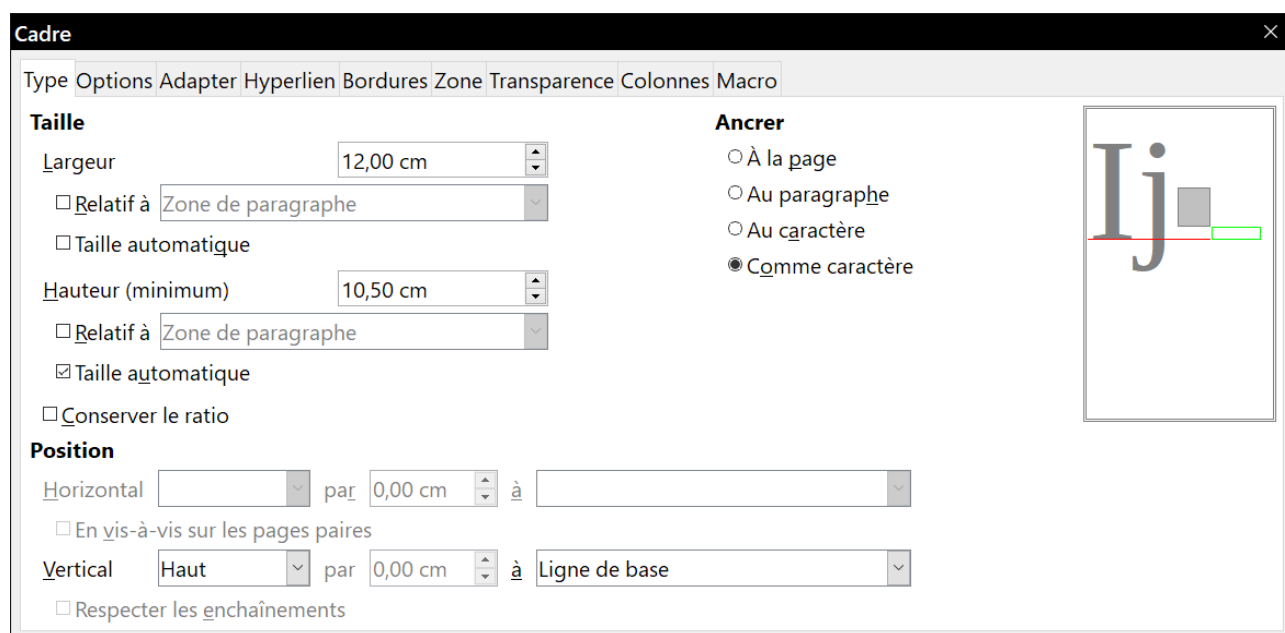 Cadre
Type Options Adapter Hyperlien Bordures Zone Transparence Colonnes Macro
Taille
Largeur 12,00 cm
Relatif à Zone de paragraphe
Taille automatique
Hauteur (minimum) 10,50 cm
Relatif à Zone de paragraphe
Taille automatique
Conserver le ratio
Ancrer
À la page
Au paragraphe
Au caractère
Comme caractère
Ij
Position
Horizontal par 0,00 cm à
En vis-à-vis sur les pages paires
Vertical Haut par 0,00 cm à Ligne de base
Respecter les enchaînements